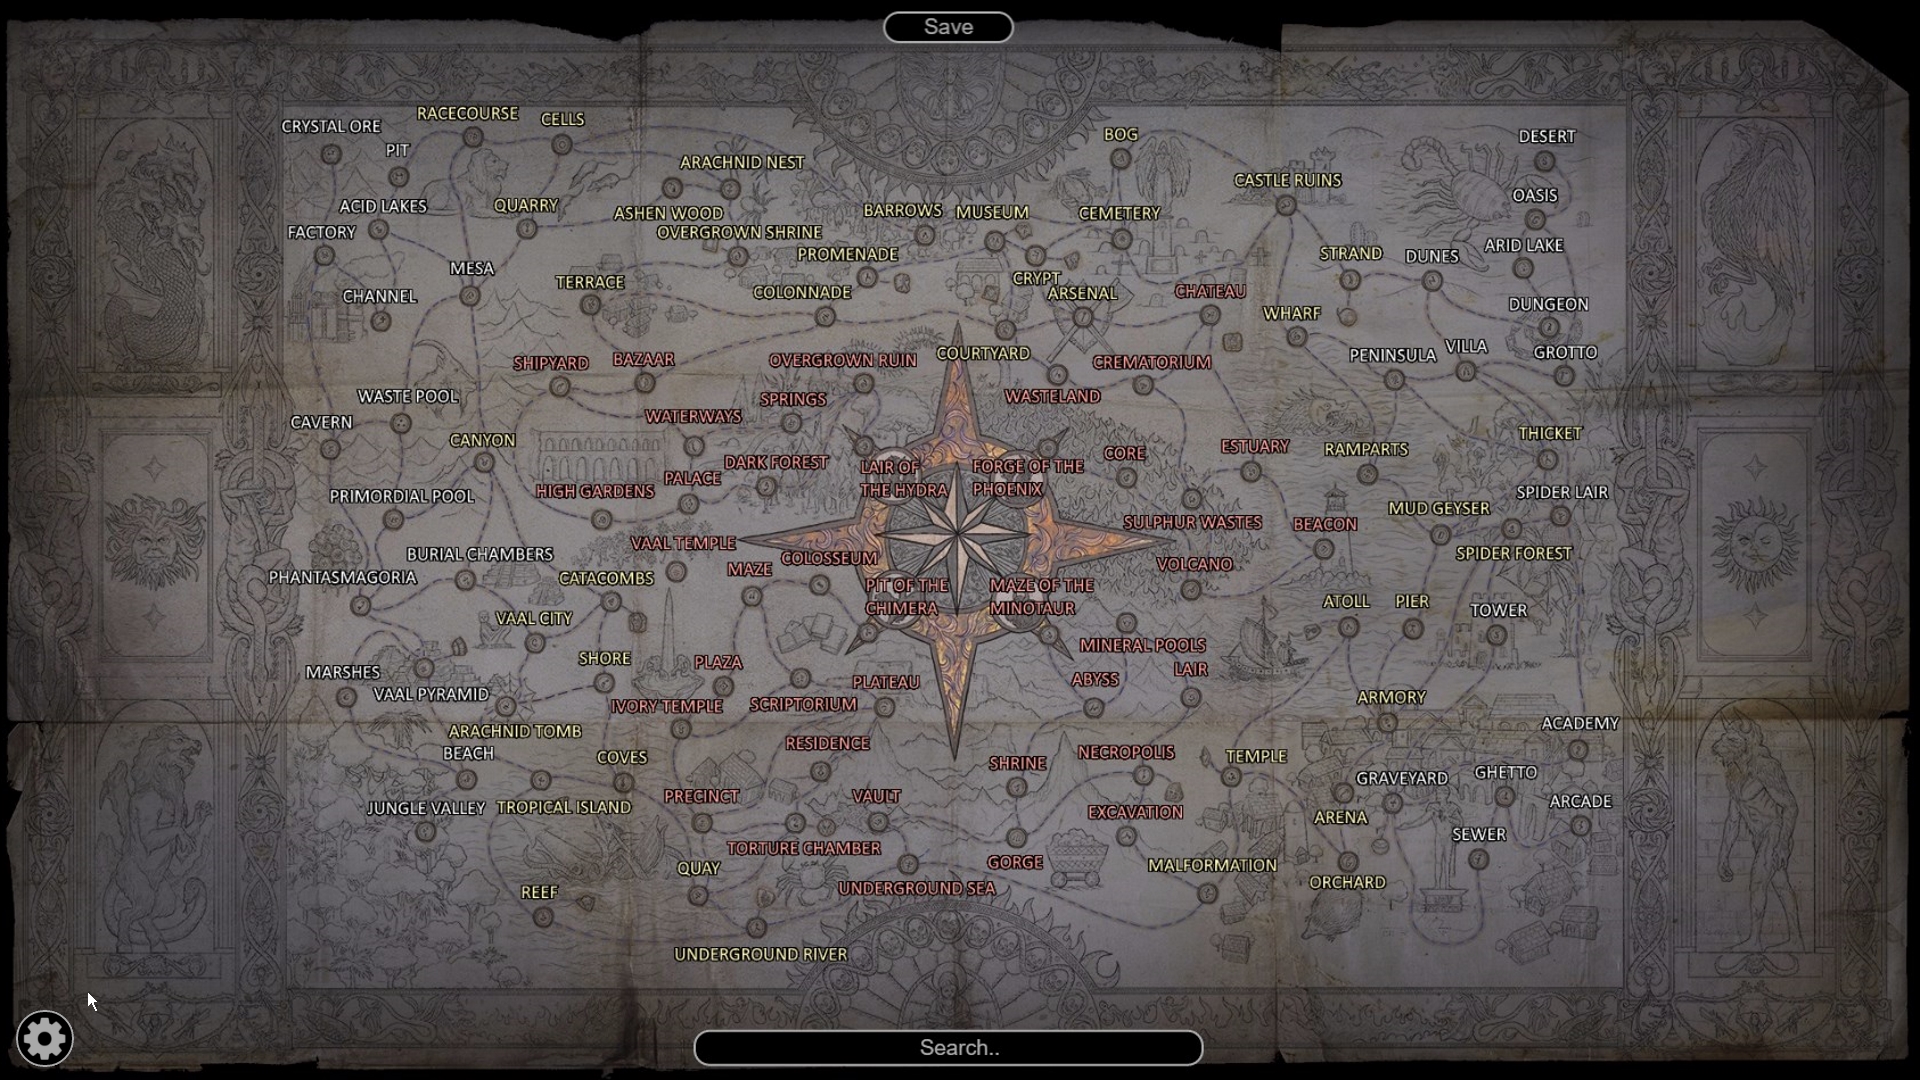 Save
RACECOURSE
CELLS
CRYSTAL ORE
BOG
DESERT
PIT
ARACHNID NEST
CASTLE RUINS
OASIS
ACID LAKES
QUARRY
ASHEN WOOD
BARROWS
MUSEUM
CEMETERY
FACTORY
OVERGROWN SHRINE
ARID LAKE
PROMENADE
STRAND
DUNES
MESA
TERRACE
CRYPT
CHANNEL
COLONNADE
ARSENAL
CHATEAU
DUNGEON
WHARF
SHIPYARD
BAZAAR
OVERGROWN RUIN
COURTYARD
CREMATORIUM
PENINSULA
VILLA
GROTTO
WASTE POOL
SPRINGS
WASTELAND
CAVERN
WATERWAYS
CANYON
THICKET
ESTUARY
RAMPARTS
DARK FOREST
CORE
LAIR OF
THE HYDRA
FORGE OF THE
PHOENIX
PALACE
HIGH GARDENS
PRIMORDIAL POOL
SPIDER LAIR
MUD GEYSER
SULPHUR WASTES
BEACON
VAAL TEMPLE
BURIAL CHAMBERS
SPIDER FOREST
COLOSSEUM
MAZE
VOLCANO
PHANTASMAGORIA
CATACOMBS
PIT OF THE
CHIMERA
MAZE OF THE
MINOTAUR
ATOLL
PIER
TOWER
VAAL CITY
SHORE
PLAZA
MINERAL POOLS
MARSHES
LAIR
ABYSS
VAAL PYRAMID
PLATEAU
IVORY TEMPLE
SCRIPTORIUM
ARMORY
ACADEMY
ARACHNID TOMB
BEACH
COVES
RESIDENCE
SHRINE
NECROPOLIS
TEMPLE
GRAVEYARD
GHETTO
JUNGLE VALLEY
TROPICAL ISLAND
PRECINCT
VAULT
EXCAVATION
ARENA
ARCADE
SEWER
TORTURE CHAMBER
GORGE
QUAY
MALFORMATION
REEF
UNDERGROUND SEA
ORCHARD
UNDERGROUND RIVER
Search..